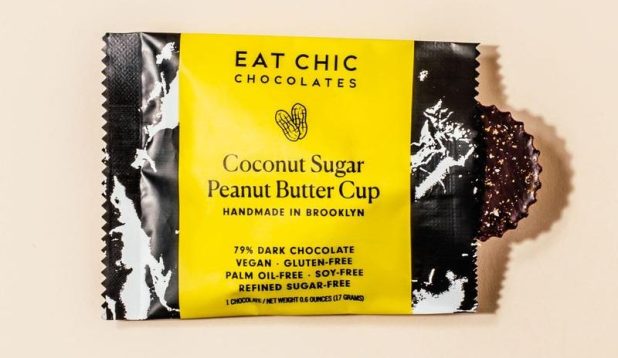 EAT CHIC
CHOCOLATES
Coconut Sugar
Peanut Butter Cup
HANDMADE IN BROOKLYN
79% DARK CHOCOLATE
VEGAN · GLUTEN-FREE
PALM OIL-FREE · SOY-FREE
REFINED SUGAR-FREE
1 CHOCOLATE / NET WEIGHT 0.6 OUNCES (17 GRAMS)